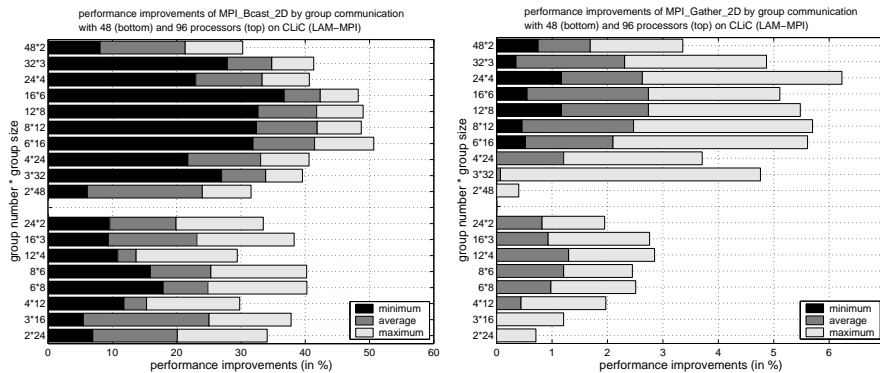 performance improvements of MPI_Bcast_2D by group communication
with 48 (bottom) and 96 processors (top) on CLiC (LAM−MPI)
group number * group size
48*2
32*3
24*4
16*6
12*8
8*12
6*16
4*24
3*32
2*48
24*2
16*3
12*4
8*6
6*8
4*12
3*16
2*24
minimum
average
maximum
0 10 20 30 40 50 60
performance improvements (in %)
performance improvements of MPI_Gather_2D by group communication
with 48 (bottom) and 96 processors (top) on CLiC (LAM−MPI)
group number * group size
48*2
32*3
24*4
16*6
12*8
8*12
6*16
4*24
3*32
2*48
24*2
16*3
12*4
8*6
6*8
4*12
3*16
2*24
minimum
average
maximum
0 1 2 3 4 5 6
performance improvements (in %)